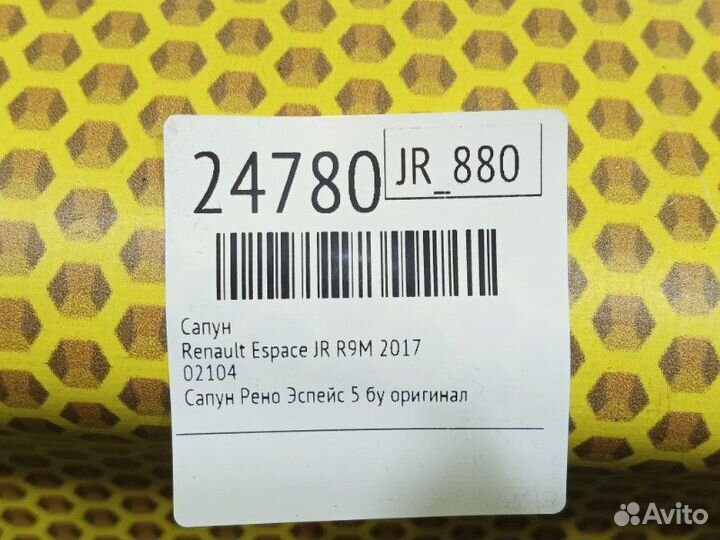 24780
JR_880
Сапун
Renault Espace JR R9M 2017
02104
Сапун Рено Эспейс 5 бу оригинал
Avito